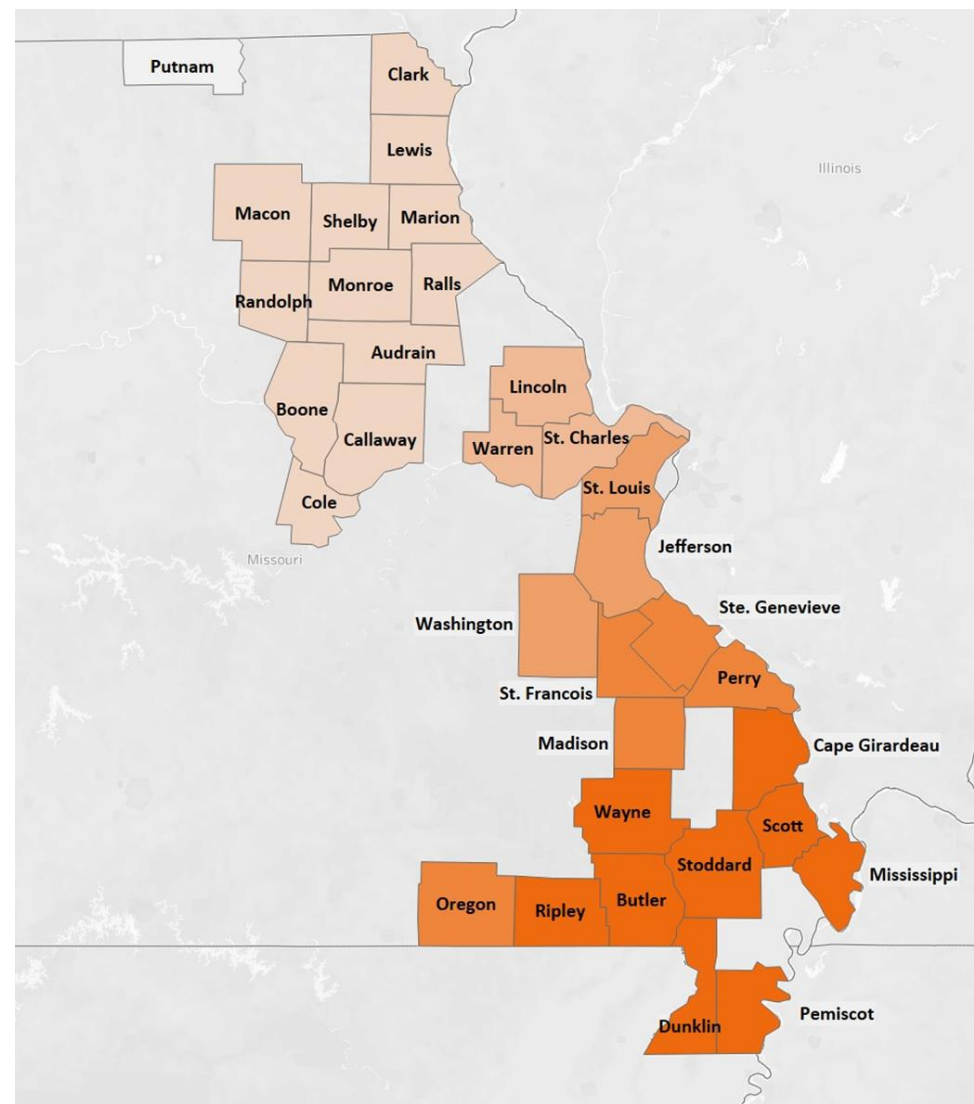 Putnam
Clark
Lewis
Illinois
Macon
Shelby
Marion
Monroe
Ralls
Randolph
Audrain
Lincoln
Boone
Callaway
Warren
St. Charles
St. Louis
Cole
Missouri
Jefferson
Ste. Genevieve
Washington
Perry
St. Francois
Madison
Cape Girardeau
Wayne
Scott
Stoddard
Mississippi
Oregon
Ripley
Butler
Pemiscot
Dunklin